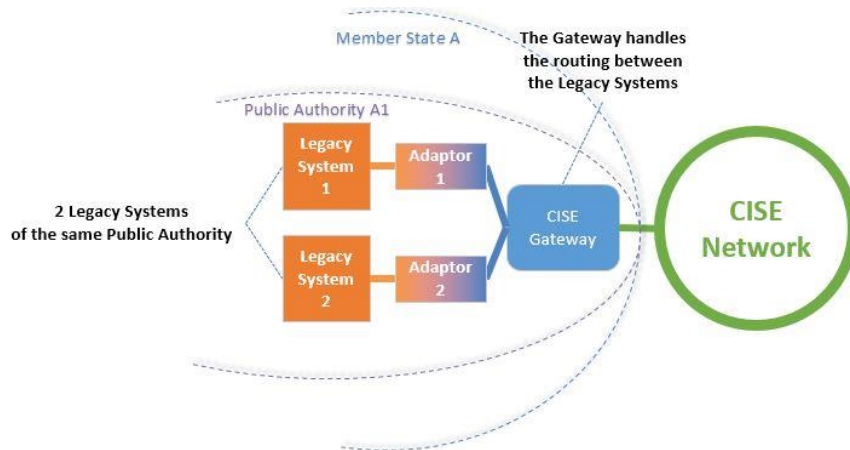 Member State A
The Gateway handles
the routing between
the Legacy Systems
Public Authority A1
Legacy
System
1
Adaptor
1
2 Legacy Systems
of the same Public Authority
CISE
Gateway
CISE
Network
Legacy
System
2
Adaptor
2